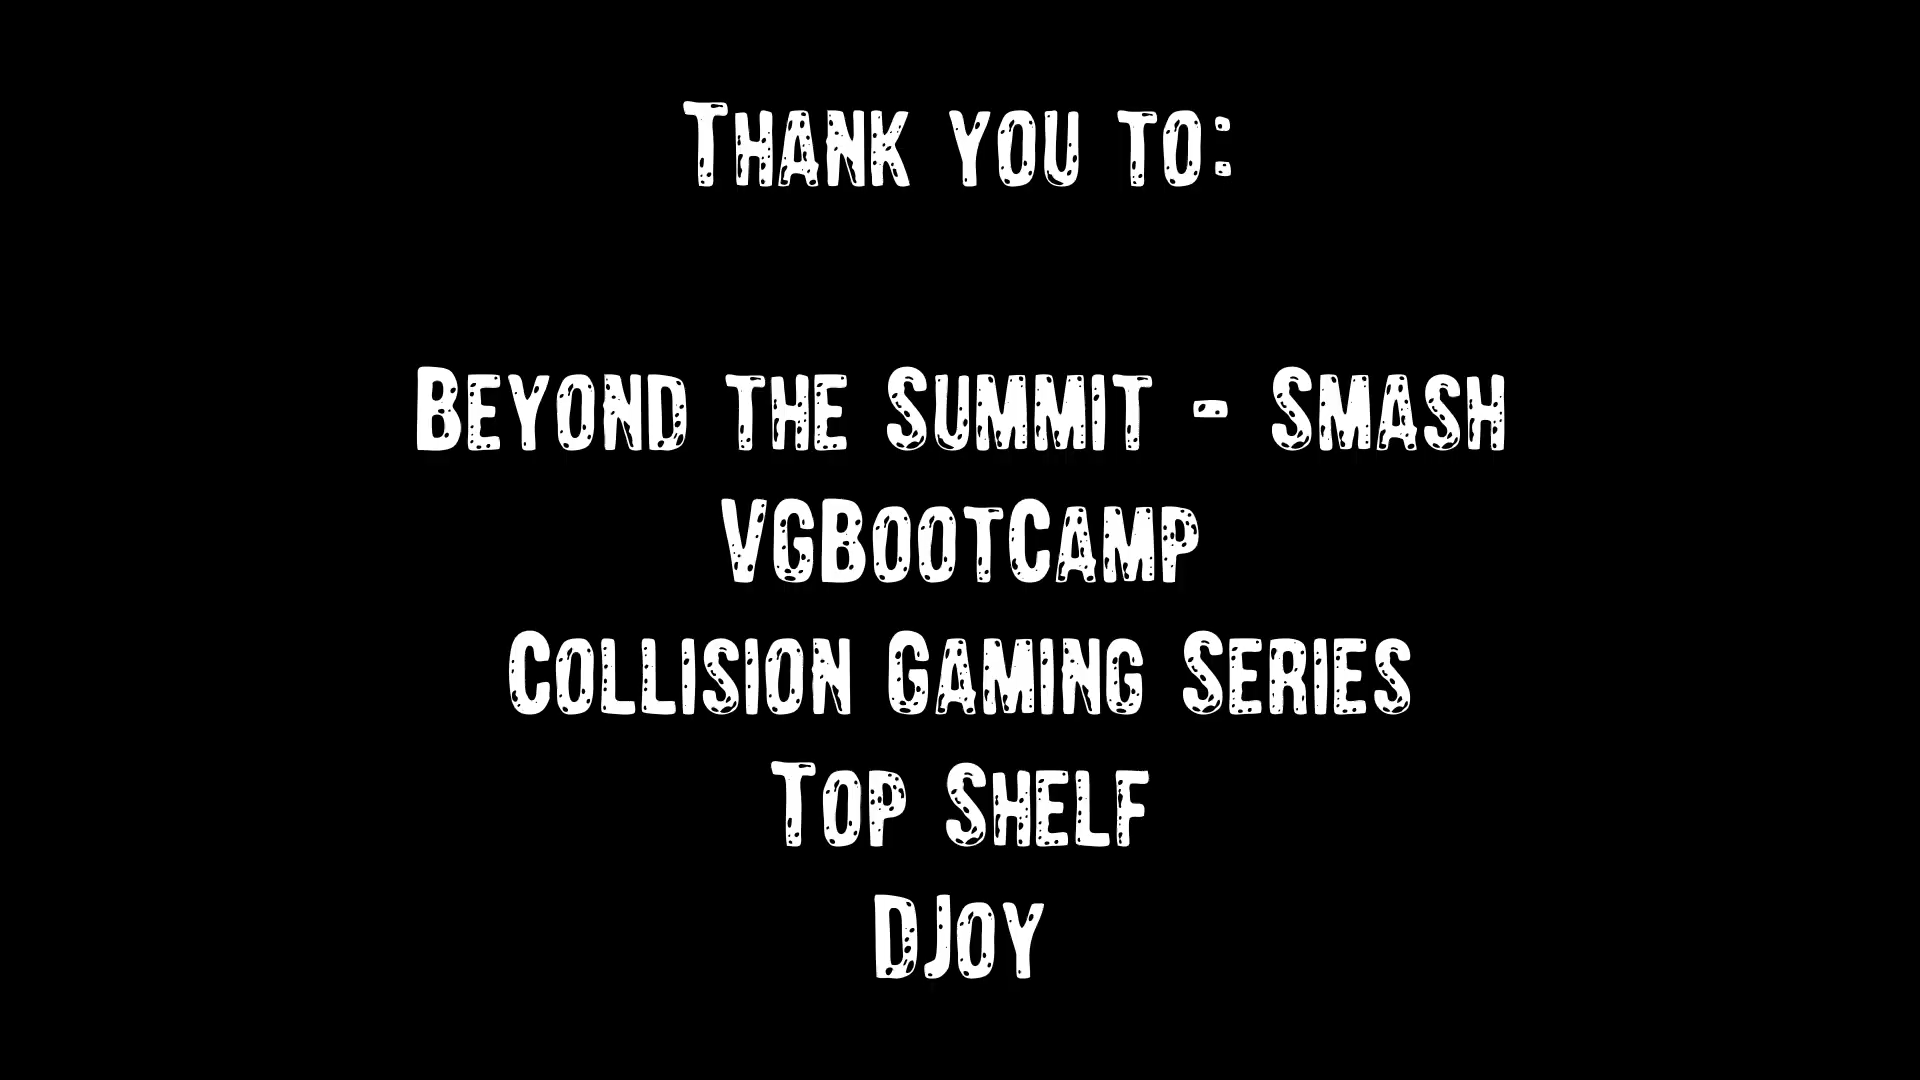 Thank you to:
Beyond the Summit - Smash
VGBootCamp
Collision Gaming Series
Top Shelf
DJoy